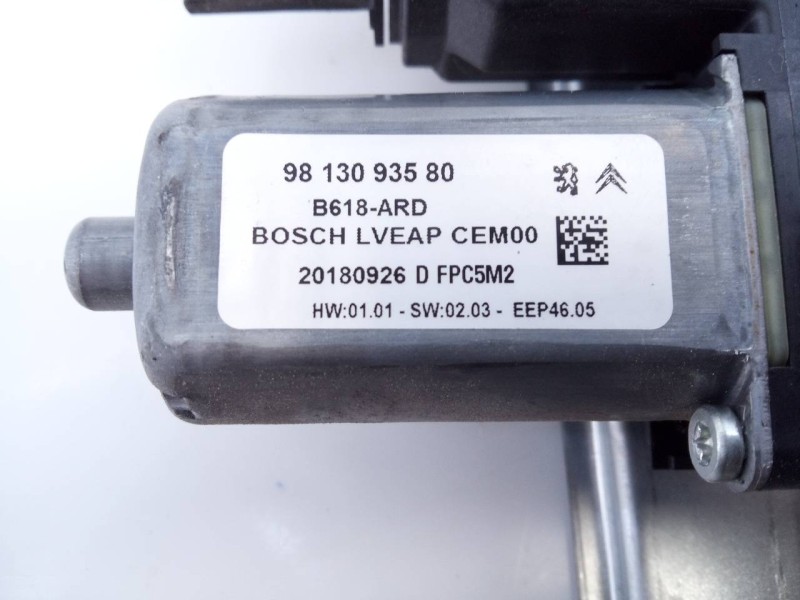 98 130 935 80
B618-ARD
BOSCH LVEAP CEM00
20180926 D FPC5M2
HW:01.01 - SW:02.03 - EEP46.05